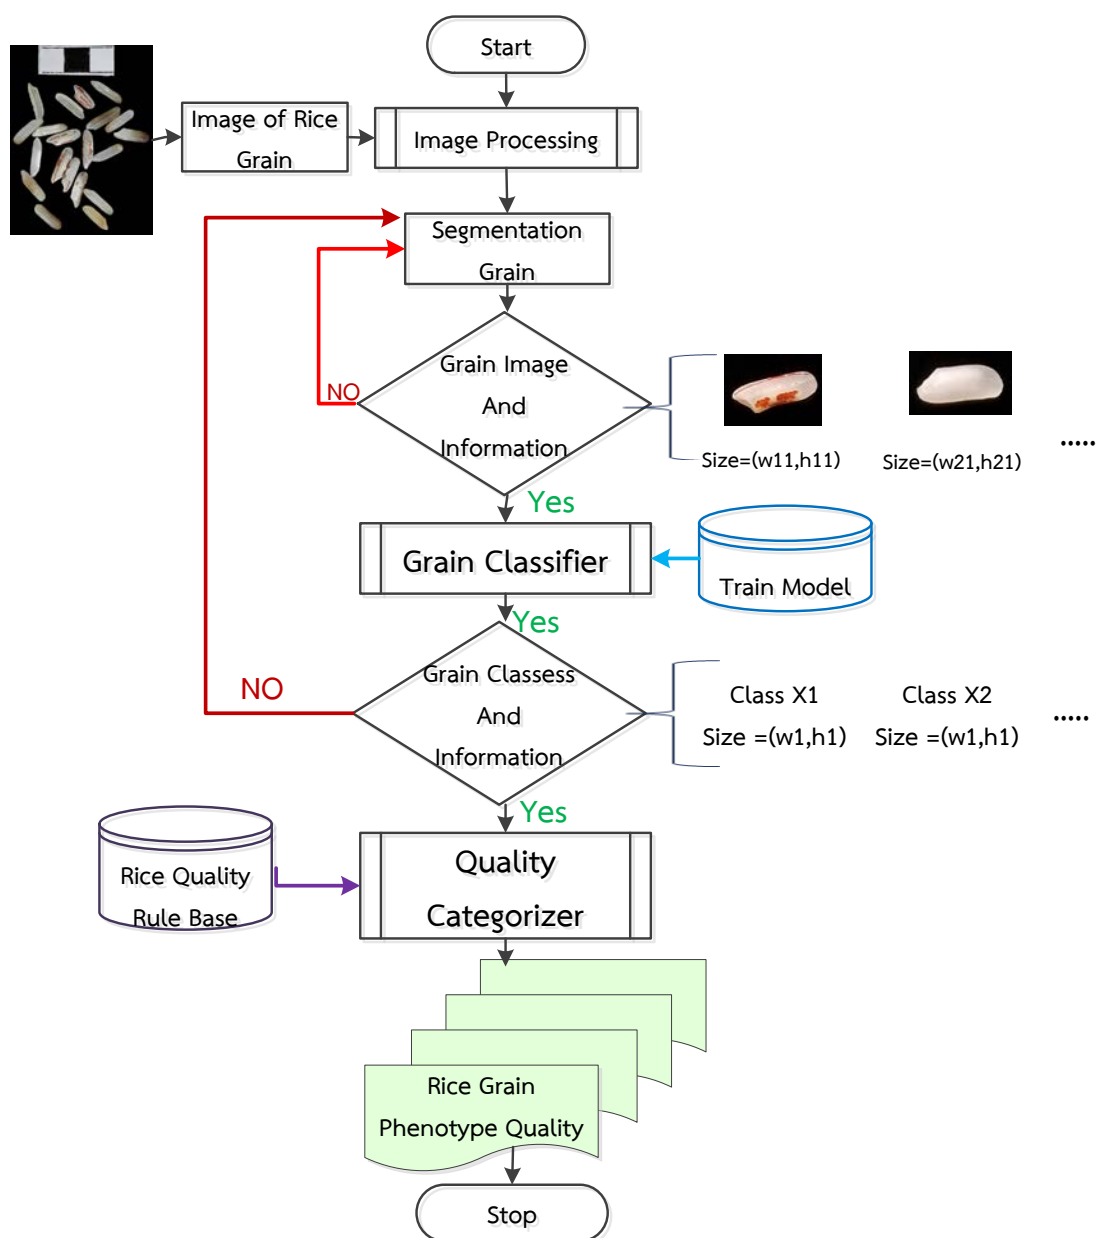 Start
Image of Rice
Grain
Image Processing
Segmentation
Grain
Grain Image
And
Information
NO
Size=(w11,h11)
Size=(w21,h21)
.....
Yes
Grain Classifier
Train Model
Yes
Grain Classess
And
Information
NO
Class X1
Size =(w1,h1)
Class X2
Size =(w1,h1)
.....
Yes
Rice Quality
Rule Base
Quality
Categorizer
Rice Grain
Phenotype Quality
Stop